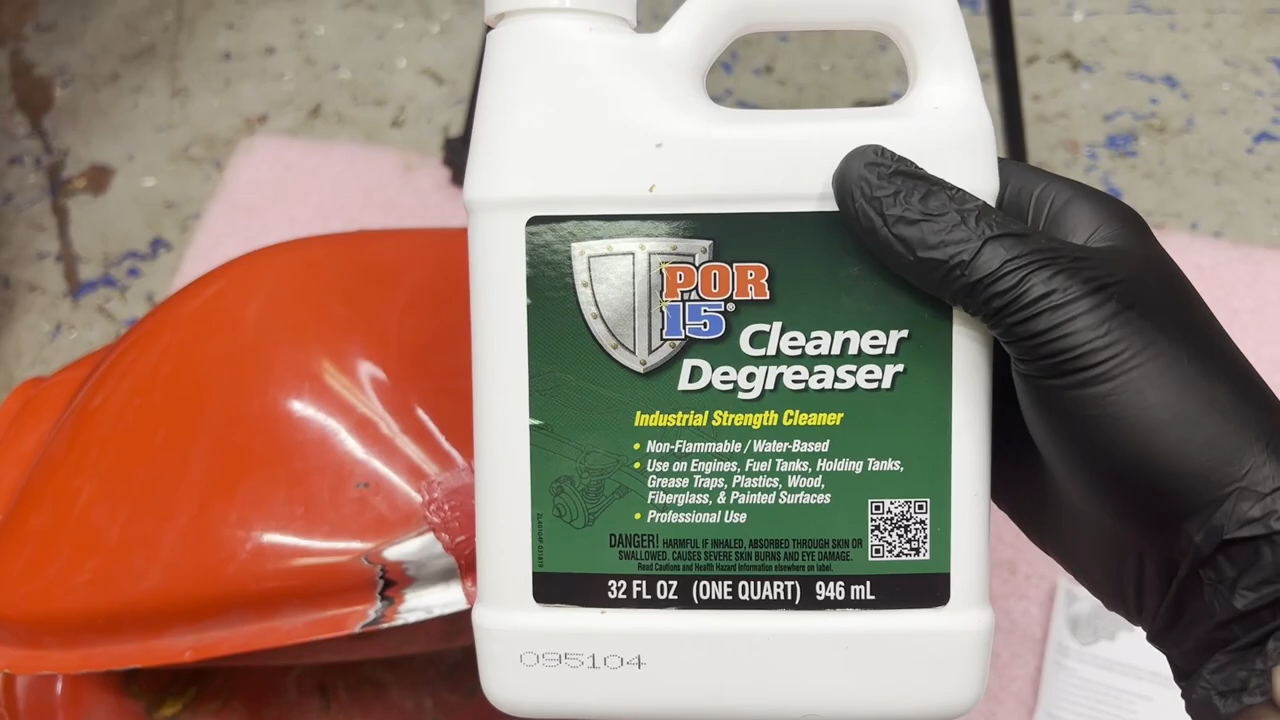 POR
15®
Cleaner
Degreaser
Industrial Strength Cleaner
• Non-Flammable / Water-Based
• Use on Engines, Fuel Tanks, Holding Tanks,
Grease Traps, Plastics, Wood,
Fiberglass, & Painted Surfaces
• Professional Use
DANGER! HARMFUL IF INHALED, ABSORBED THROUGH SKIN OR
SWALLOWED. CAUSES SEVERE SKIN BURNS AND EYE DAMAGE.
Read Cautions and Health Hazard Information elsewhere on label.
32 FL OZ (ONE QUART) 946 mL
095104